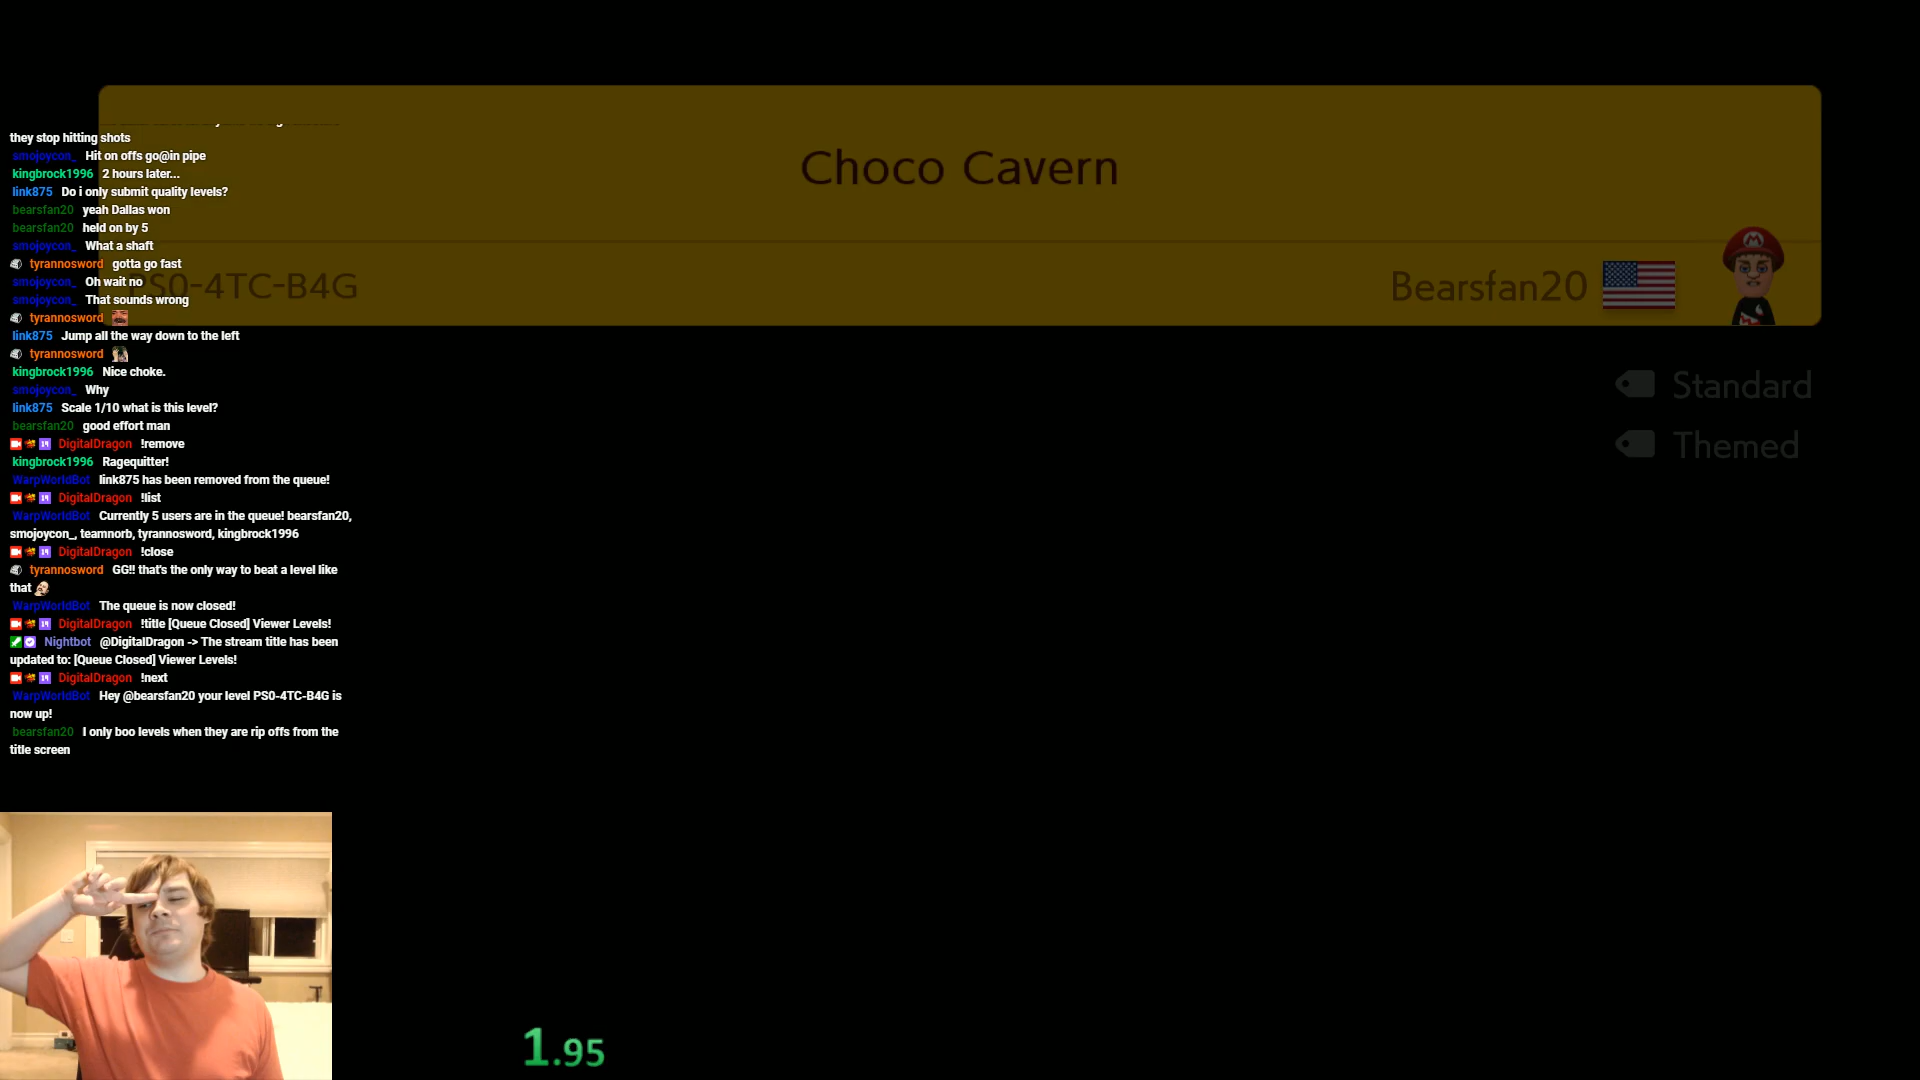 they stop hitting shots
smojoycon_ Hit on offs go@in pipe
kingbrock1996 2 hours later...
link875 Do i only submit quality levels?
bearsfan20 yeah Dallas won
bearsfan20 held on by 5
smojoycon_ What a shaft
tyrannosword gotta go fast
smojoycon_ Oh wait no
smojoycon_ That sounds wrong
tyrannosword
link875 Jump all the way down to the left
tyrannosword
kingbrock1996 Nice choke.
smojoycon_ Why
link875 Scale 1/10 what is this level?
bearsfan20 good effort man
DigitalDragon !remove
kingbrock1996 Ragequitter!
WarpWorldBot link875 has been removed from the queue!
DigitalDragon !list
WarpWorldBot Currently 5 users are in the queue! bearsfan20,
smojoycon_, teamnorb, tyrannosword, kingbrock1996
DigitalDragon !close
tyrannosword GG!! that's the only way to beat a level like
that
WarpWorldBot The queue is now closed!
DigitalDragon !title [Queue Closed] Viewer Levels!
Nightbot @DigitalDragon -> The stream title has been
updated to: [Queue Closed] Viewer Levels!
DigitalDragon !next
WarpWorldBot Hey @bearsfan20 your level PS0-4TC-B4G is
now up!
bearsfan20 I only boo levels when they are rip offs from the
title screen
Choco Cavern
PS0-4TC-B4G
Bearsfan20
Standard
Themed
1.95